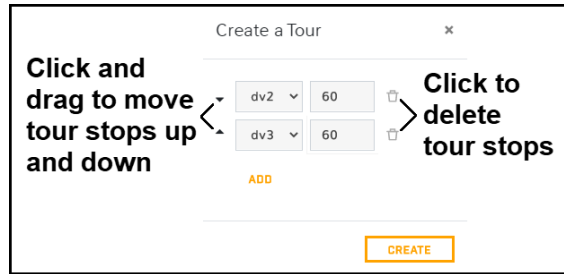 Create a Tour ×
Click and
drag to move
tour stops up
and down
dv2 60
dv3 60
Click to
delete
tour stops
ADD
CREATE